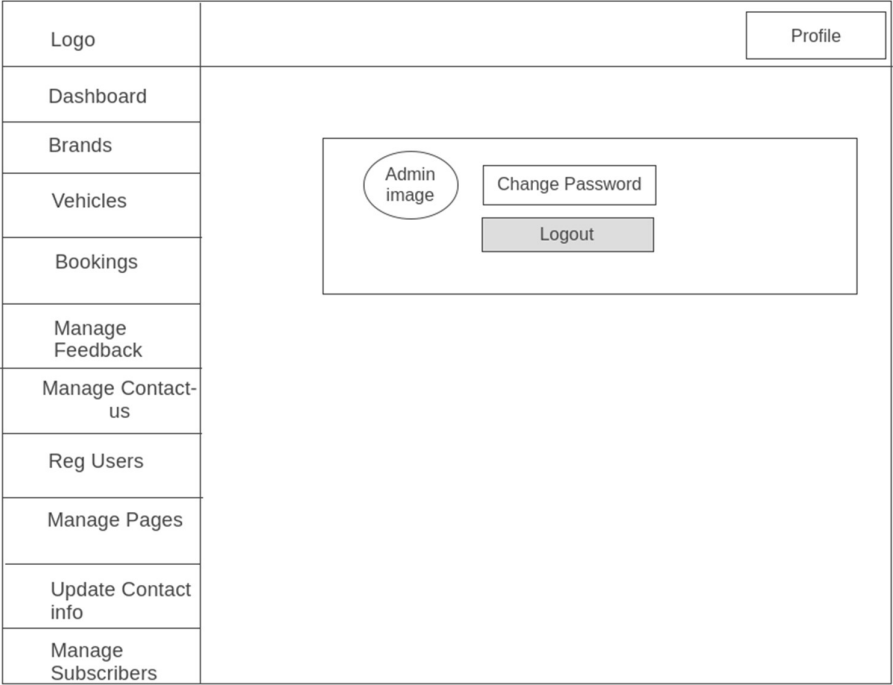 Logo
Profile
Dashboard
Brands
Vehicles
Bookings
Manage
Feedback
Manage Contact-
us
Reg Users
Manage Pages
Update Contact
info
Manage
Subscribers
Admin
image
Change Password
Logout